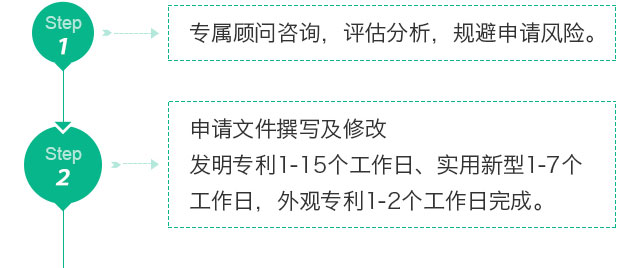 Step
1
专属顾问咨询，评估分析，规避申请风险。
Step
2
申请文件撰写及修改
发明专利1-15个工作日、实用新型1-7个
工作日，外观专利1-2个工作日完成。